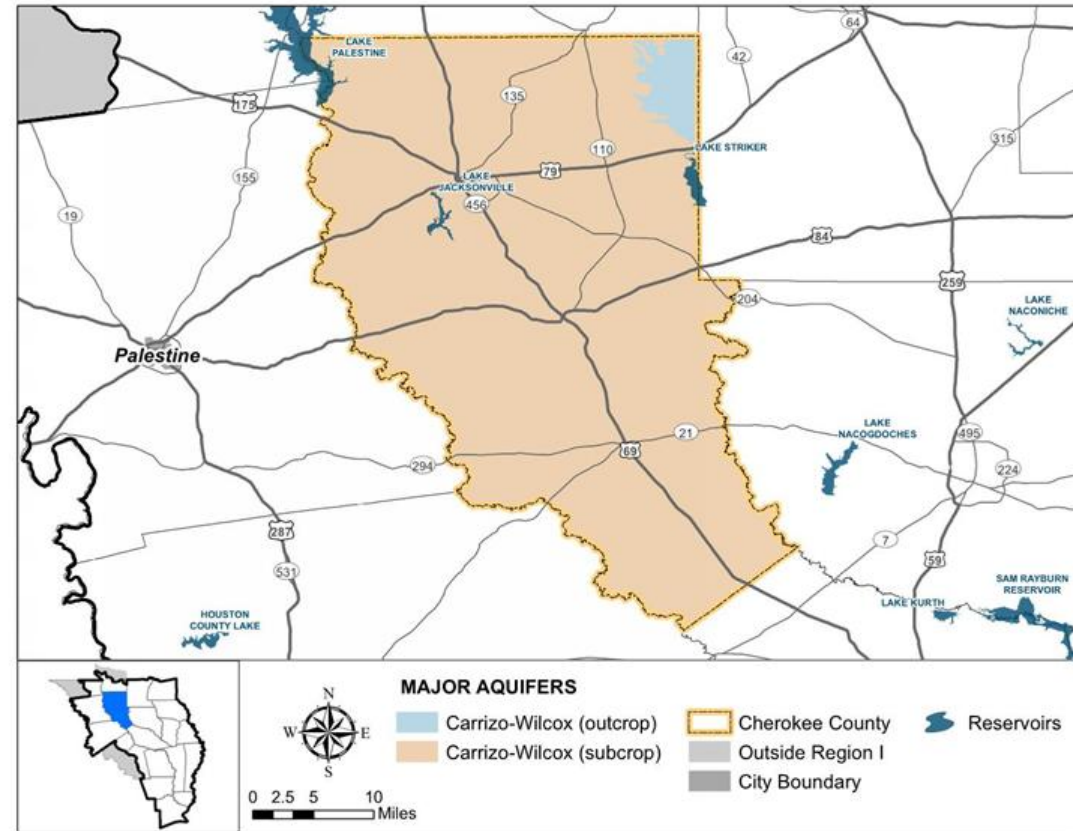 LAKE
PALESTINE
64
42
175
135
315
110
LAKE STRIKER
155
79
LAKE
JACKSONVILLE
456
19
84
259
204
LAKE
NACONICHE
Palestine
LAKE
NACOGDOCHES
21
495
69
294
224
287
7
59
531
SAM RAYBURN
RESERVOIR
LAKE KURTH
HOUSTON
COUNTY LAKE
MAJOR AQUIFERS
Carrizo-Wilcox (outcrop)
Carrizo-Wilcox (subcrop)
Cherokee County
Outside Region I
City Boundary
Reservoirs
N
W E
S
0 2.5 5 10
Miles